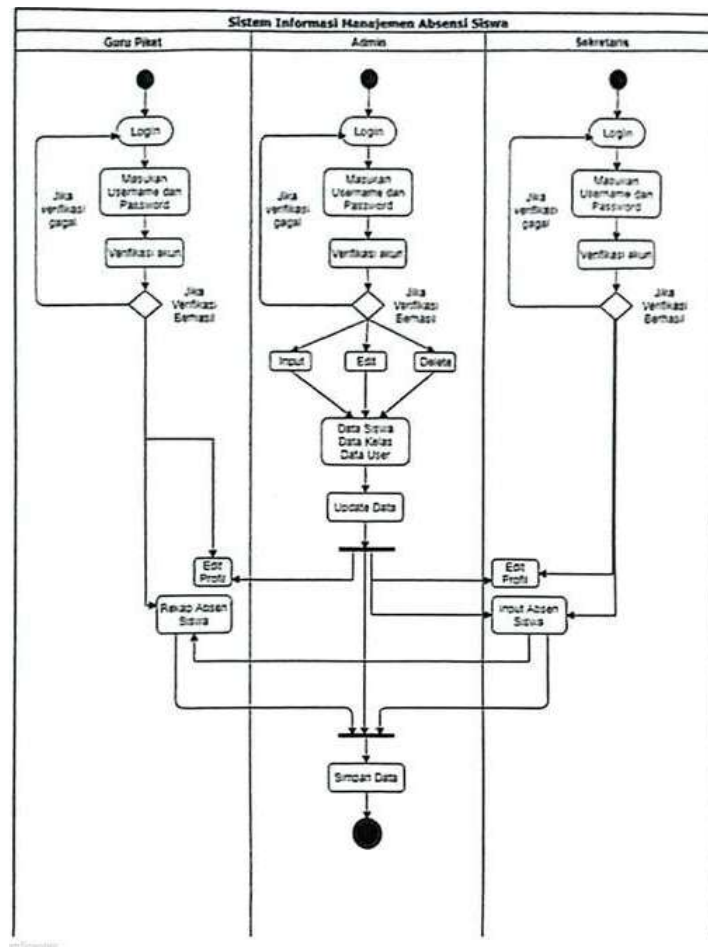 Sistem Informasi Manajemen Absensi Siswa
Guru Piket
Admin
Sekretaris
Login
Masukan
Username dan
Password
Jika
verifikasi
gagal
Verifikasi akun
Jika
Verifikasi
Berhasil
Login
Masukan
Username dan
Password
Jika
verifikasi
gagal
Verifikasi akun
Jika
Verifikasi
Berhasil
Input
Edit
Delete
Data Siswa
Data Kelas
Data User
Update Data
Login
Masukan
Username dan
Password
Jika
verifikasi
gagal
Verifikasi akun
Jika
Verifikasi
Berhasil
Edit
Profil
Edit
Profil
Rekap Absen
Siswa
Input Absen
Siswa
Simpan Data